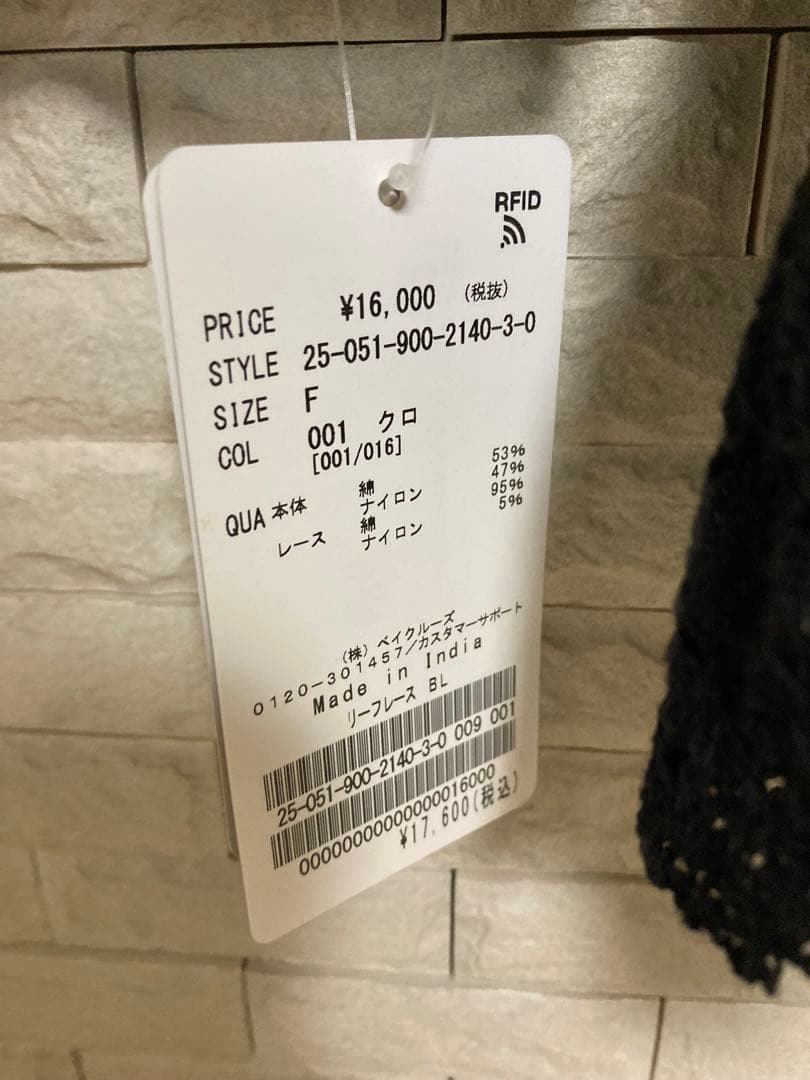 RFID
PRICE ¥16,000 (税抜)
STYLE 25-051-900-2140-3-0
SIZE F
COL 001 クロ
[001/016]
QUA 本体 綿 53%
ナイロン 47%
レース 綿 95%
ナイロン 5%
(株) ベイクルーズ
0120-301457/カスタマーサポート
Made in India
リーフレース BL
25-051-900-2140-3-0 009 001
00000000000000016000
¥17,600(税込)